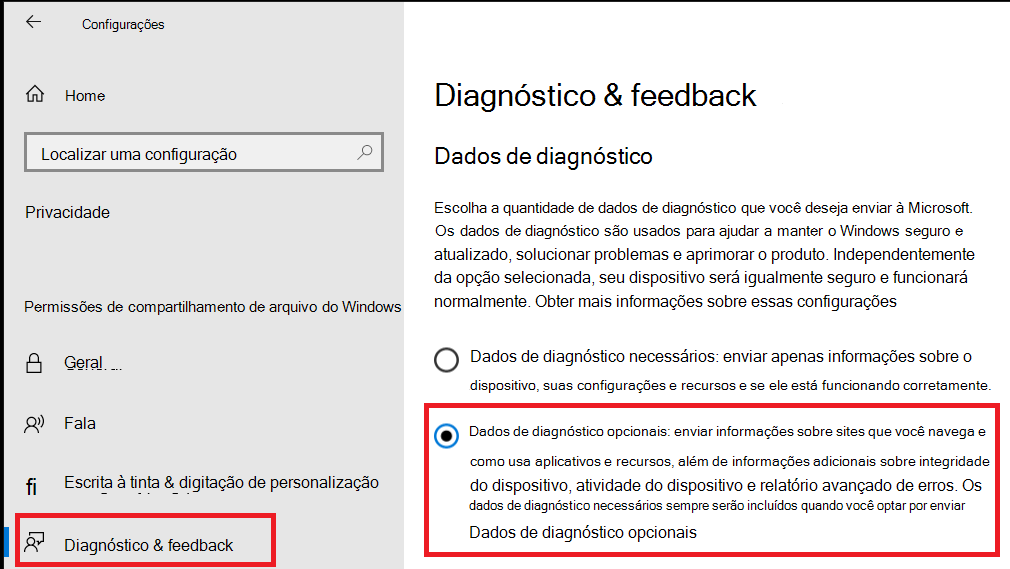 Configurações
Home
Localizar uma configuração
Privacidade
Permissões de compartilhamento de arquivo do Windows
Geral
Fala
Escrita à tinta & digitação de personalização
Diagnóstico & feedback
Diagnóstico & feedback
Dados de diagnóstico
Escolha a quantidade de dados de diagnóstico que você deseja enviar à Microsoft.
Os dados de diagnóstico são usados para ajudar a manter o Windows seguro e
atualizado, solucionar problemas e aprimorar o produto. Independentemente
da opção selecionada, seu dispositivo será igualmente seguro e funcionará
normalmente. Obter mais informações sobre essas configurações
Dados de diagnóstico necessários: enviar apenas informações sobre o
dispositivo, suas configurações e recursos e se ele está funcionando corretamente.
Dados de diagnóstico opcionais: enviar informações sobre sites que você navega e
como usa aplicativos e recursos, além de informações adicionais sobre integridade
do dispositivo, atividade do dispositivo e relatório avançado de erros. Os
dados de diagnóstico necessários sempre serão incluídos quando você optar por enviar
Dados de diagnóstico opcionais